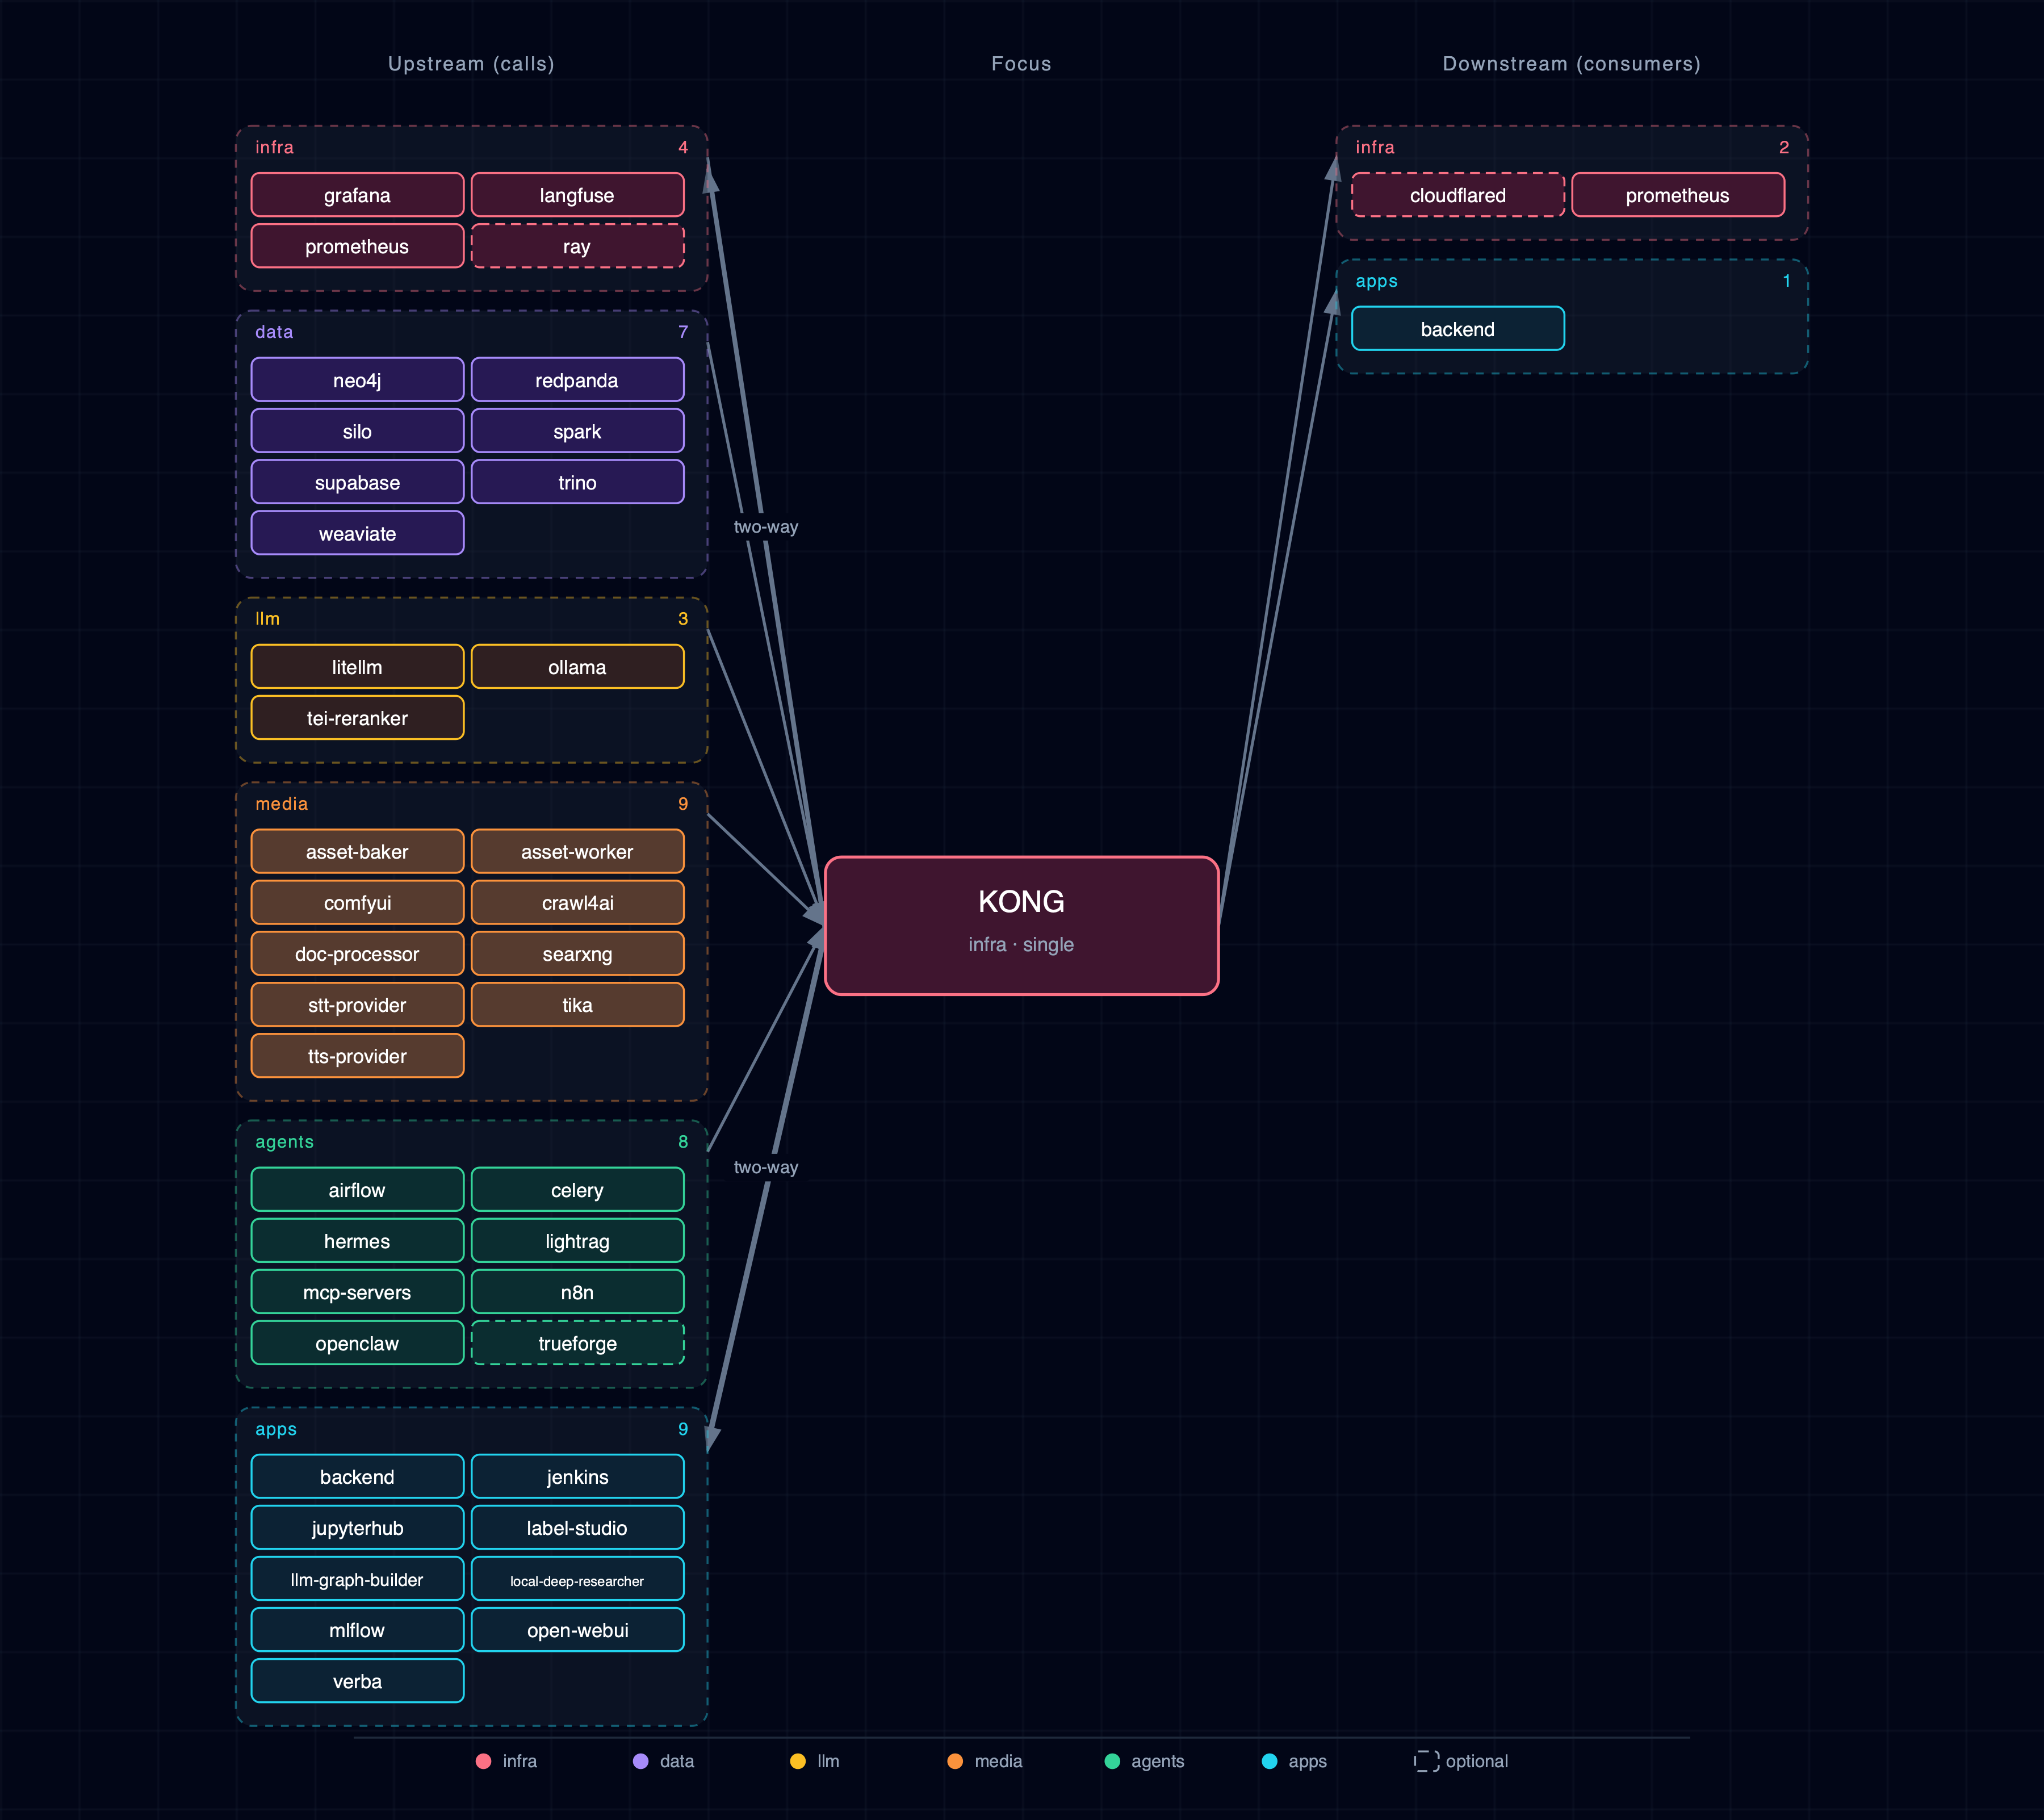 Upstream (calls)
Focus
Downstream (consumers)
infra 4
grafana
langfuse
prometheus
ray
data 7
neo4j
redpanda
silo
spark
supabase
trino
weaviate
llm 3
litellm
ollama
tei-reranker
media 9
asset-baker
asset-worker
comfyui
crawl4ai
doc-processor
searxng
stt-provider
tika
tts-provider
agents 8
airflow
celery
hermes
lightrag
mcp-servers
n8n
openclaw
trueforge
apps 9
backend
jenkins
jupyterhub
label-studio
llm-graph-builder
local-deep-researcher
mlflow
open-webui
verba
two-way
two-way
KONG
infra · single
infra 2
cloudflared
prometheus
apps 1
backend
infra
data
llm
media
agents
apps
optional